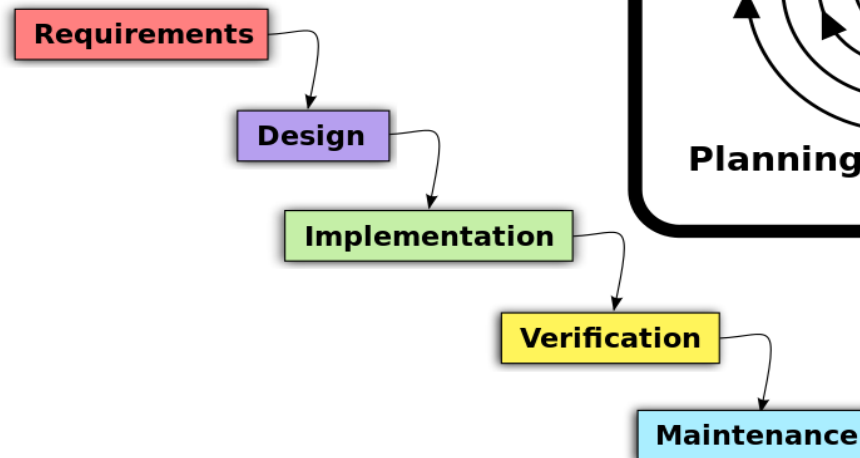 Requirements
Design
Planning
Implementation
Verification
Maintenance